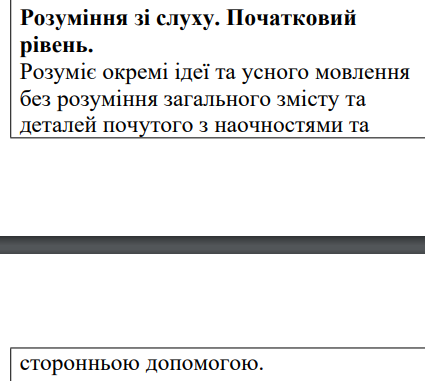 Розуміння зі слуху. Початковий
рівень.
Розуміє окремі ідеї та усного мовлення
без розуміння загального змісту та
деталей почутого з наочностями та
сторонньою допомогою.